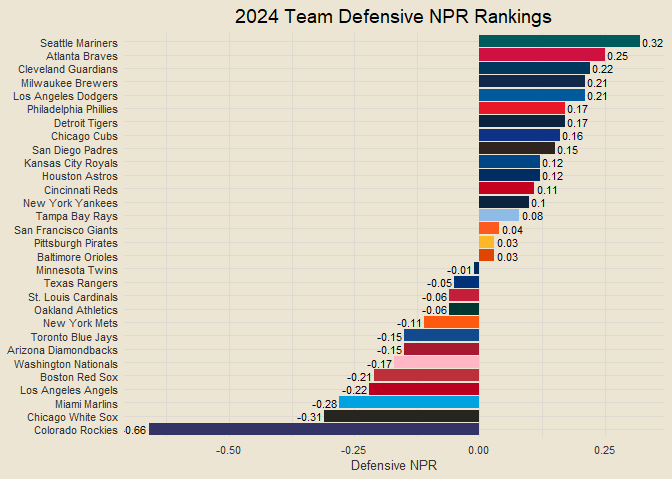 2024 Team Defensive NPR Rankings
Seattle Mariners 0.32
Atlanta Braves 0.25
Cleveland Guardians 0.22
Milwaukee Brewers 0.21
Los Angeles Dodgers 0.21
Philadelphia Phillies 0.17
Detroit Tigers 0.17
Chicago Cubs 0.16
San Diego Padres 0.15
Kansas City Royals 0.12
Houston Astros 0.12
Cincinnati Reds 0.11
New York Yankees 0.1
Tampa Bay Rays 0.08
San Francisco Giants 0.04
Pittsburgh Pirates 0.03
Baltimore Orioles 0.03
Minnesota Twins -0.01
Texas Rangers -0.05
St. Louis Cardinals -0.06
Oakland Athletics -0.06
New York Mets -0.11
Toronto Blue Jays -0.15
Arizona Diamondbacks -0.15
Washington Nationals -0.17
Boston Red Sox -0.21
Los Angeles Angels -0.22
Miami Marlins -0.28
Chicago White Sox -0.31
Colorado Rockies -0.66
-0.50 -0.25 0.00 0.25
Defensive NPR